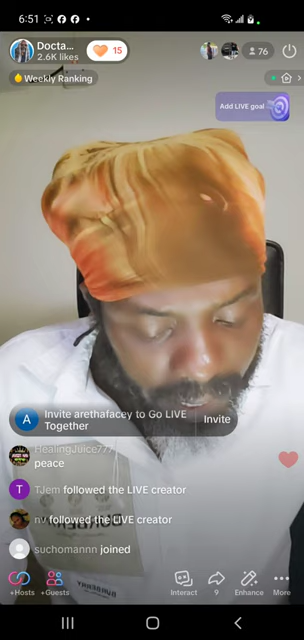 6:51
Docta...
2.6K likes
15
76
Weekly Ranking
Add LIVE goal
A
Invite arethafacey to Go LIVE
Together
Invite
HealingJuice777
peace
T
TJem followed the LIVE creator
nv followed the LIVE creator
suchomannn joined
+Hosts
+Guests
Interact
9
Enhance
More